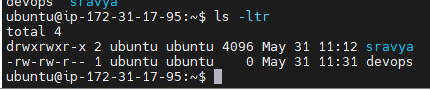 devops  sravya
ubuntu@ip-172-31-17-95:~$ ls -ltr
total 4
drwxrwxr-x 2 ubuntu ubuntu 4096 May 31 11:12 sravya
-rw-rw-r-- 1 ubuntu ubuntu    0 May 31 11:31 devops
ubuntu@ip-172-31-17-95:~$